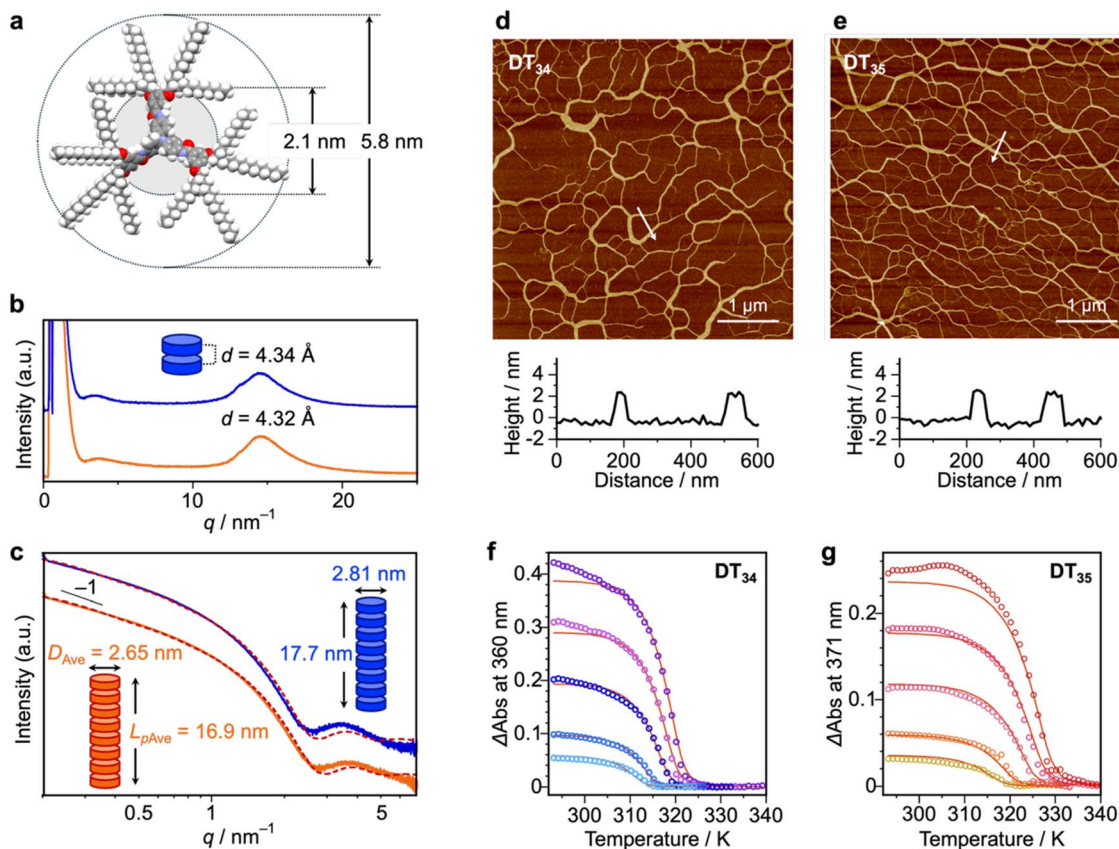 a
2.1 nm
5.8 nm
b
Intensity (a.u.)
d = 4.34 Å
d = 4.32 Å
0
10
20
q / nm⁻¹
c
Intensity (a.u.)
−1
2.81 nm
17.7 nm
D_Ave = 2.65 nm
L_pAve = 16.9 nm
0.5
1
5
q / nm⁻¹
d
DT₃₄
1 μm
Height / nm
4
2
0
-2
0
200
400
600
Distance / nm
e
DT₃₅
1 μm
Height / nm
4
2
0
-2
0
200
400
600
Distance / nm
f
DT₃₄
ΔAbs at 360 nm
0.4
0.3
0.2
0.1
0
300
310
320
330
340
Temperature / K
g
DT₃₅
ΔAbs at 371 nm
0.2
0.1
0
300
310
320
330
340
Temperature / K